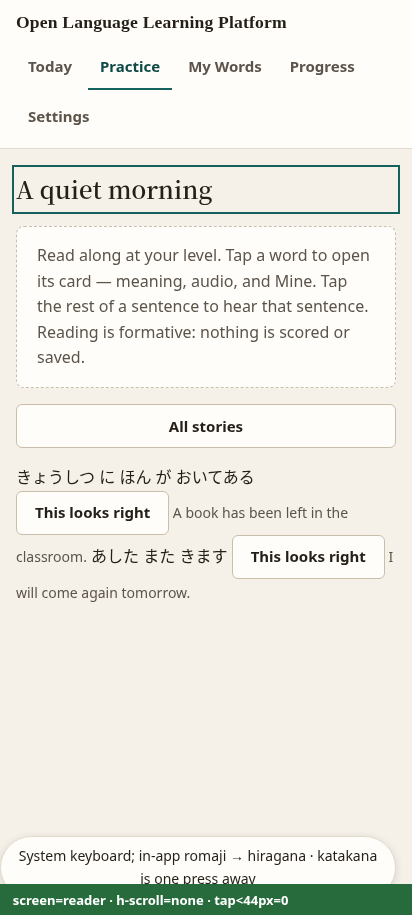 Open Language Learning Platform
Today Practice My Words Progress
Settings
A quiet morning
Read along at your level. Tap a word to open
its card — meaning, audio, and Mine. Tap
the rest of a sentence to hear that sentence.
Reading is formative: nothing is scored or
saved.
All stories
きょうしつ に ほん が おいてある
This looks right A book has been left in the
classroom. あした また きます This looks right I
will come again tomorrow.
System keyboard; in-app romaji → hiragana · katakana
is one press away
screen=reader · h-scroll=none · tap<44px=0